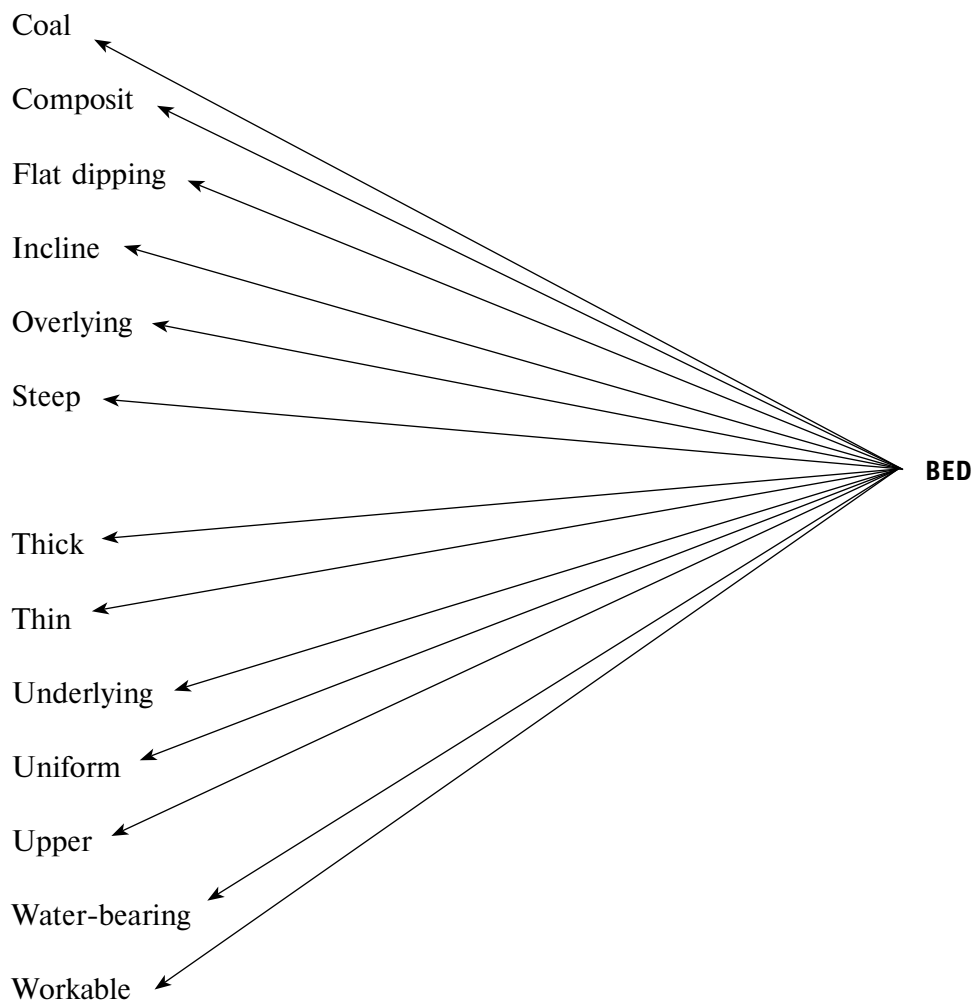 Coal
Composit
Flat dipping
Incline
Overlying
Steep
BED
Thick
Thin
Underlying
Uniform
Upper
Water-bearing
Workable